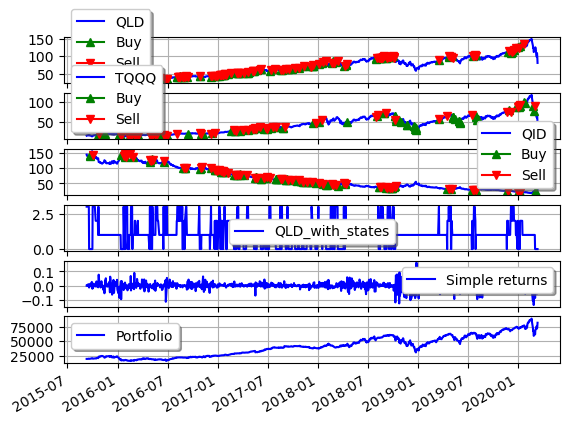 QLD
Buy
Sell
150
100
50
TQQQ
Buy
Sell
100
50
QID
Buy
Sell
150
100
50
QLD_with_states
2.5
0.0
Simple returns
0.1
0.0
−0.1
Portfolio
75000
50000
25000
2015-07
2016-01
2016-07
2017-01
2017-07
2018-01
2018-07
2019-01
2019-07
2020-01